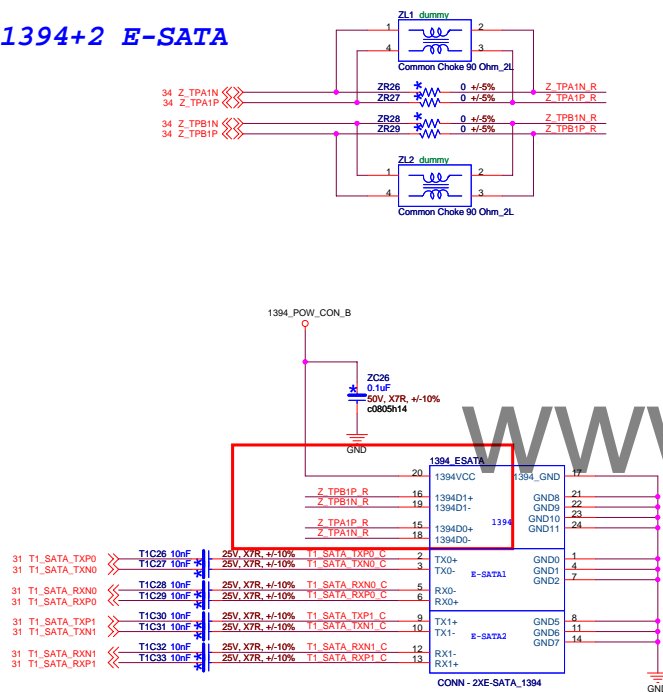 1394+2 E-SATA
ZL1 dummy
1 2
4 3
Common Choke 90 Ohm_2L
34 Z_TPA1N ZR26 * 0 +/-5% Z_TPA1N_R
34 Z_TPA1P ZR27 * 0 +/-5% Z_TPA1P_R
34 Z_TPB1N ZR28 * 0 +/-5% Z_TPB1N_R
34 Z_TPB1P ZR29 * 0 +/-5% Z_TPB1P_R
ZL2 dummy
1 2
4 3
Common Choke 90 Ohm_2L
1394_POW_CON_B
ZC26
* 0.1uF
50V, X7R, +/-10%
c0805h14
GND
www
1394_ESATA
20 1394VCC 1394_GND 17
Z_TPB1P_R 16 1394D1+ GND8 21
Z_TPB1N_R 19 1394D1- GND9 22
GND10 23
Z_TPA1P_R 15 1394D0+ 1394 GND11 24
Z_TPA1N_R 18 1394D0-
31 T1_SATA_TXP0 T1C26 10nF 25V, X7R, +/-10% T1_SATA_TXP0_C 2 TX0+ GND0 1
31 T1_SATA_TXN0 T1C27 10nF * 25V, X7R, +/-10% T1_SATA_TXN0_C 3 TX0- E-SATA1 GND1 4
* GND2 7
31 T1_SATA_RXN0 T1C28 10nF 25V, X7R, +/-10% T1_SATA_RXN0_C 5 RX0-
31 T1_SATA_RXP0 T1C29 10nF * 25V, X7R, +/-10% T1_SATA_RXP0_C 6 RX0+
*
31 T1_SATA_TXP1 T1C30 10nF 25V, X7R, +/-10% T1_SATA_TXP1_C 9 TX1+ GND5 8
31 T1_SATA_TXN1 T1C31 10nF * 25V, X7R, +/-10% T1_SATA_TXN1_C 10 TX1- E-SATA2 GND6 11
* GND7 14
31 T1_SATA_RXN1 T1C32 10nF 25V, X7R, +/-10% T1_SATA_RXN1_C 12 RX1-
31 T1_SATA_RXP1 T1C33 10nF * 25V, X7R, +/-10% T1_SATA_RXP1_C 13 RX1+
*
CONN - 2XE-SATA_1394
GND